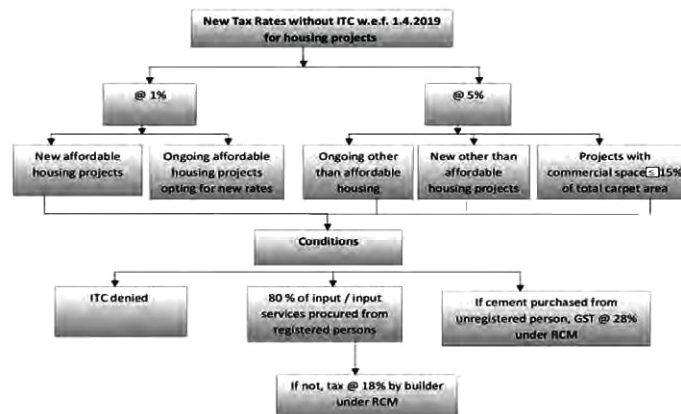 New Tax Rates without ITC w.e.f. 1.4.2019
for housing projects
@ 1%
@ 5%
New affordable
housing projects
Ongoing affordable
housing projects
opting for new rates
Ongoing other
than affordable
housing
New other than
affordable
housing projects
Projects with
commercial space ≤ 15%
of total carpet area
Conditions
ITC denied
80 % of input / input
services procured from
registered persons
If cement purchased from
unregistered person, GST @ 28%
under RCM
If not, tax @ 18% by builder
under RCM